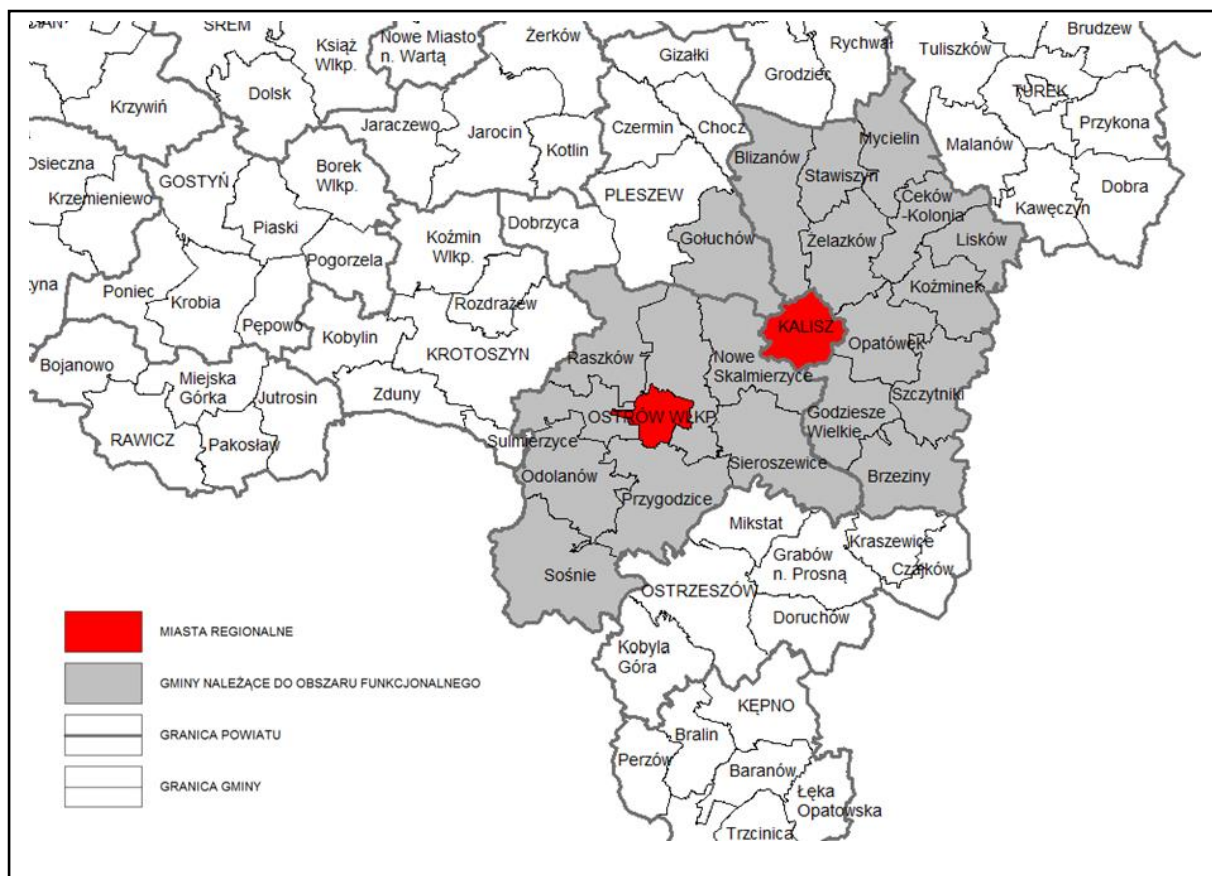 ŚREM
Książ
Wlkp.
Nowe Miasto
n. Wartą
Żerków
Gizałki
Grodziec
Rychwał
Tuliszków
Brudzew
Krzywiń
Dolsk
Jaraczewo
Jarocin
Kotlin
Czermin
Chocz
Blizanów
Mycielin
Stawiszyn
Malanów
TUREK
Przykona
Osieczna
Krzemieniewo
GOSTYŃ
Borek
Wlkp.
Piaski
Pogorzela
Koźmin
Wlkp.
Dobrzyca
PLESZEW
Gołuchów
Żelazków
Ceków
-Kolonia
Lisków
Kawęczyn
Dobra
yna
Poniec
Krobia
Pępowo
Kobylin
Rozdrażew
KROTOSZYN
Koźminek
KALISZ
Opatówek
Bojanowo
Miejska
Górka
Jutrosin
Zduny
Raszków
Nowe
Skalmierzyce
Szczytniki
RAWICZ
Pakosław
Sulmierzyce
OSTRÓW WLKP.
Godziesze
Wielkie
Odolanów
Przygodzice
Sieroszewice
Brzeziny
Sośnie
Mikstat
Grabów
n. Prosną
Kraszewice
Czajków
OSTRZESZÓW
Doruchów
Kobyla
Góra
KĘPNO
Bralin
Perzów
Baranów
Łęka
Opatowska
Trzcinica
MIASTA REGIONALNE
GMINY NALEŻĄCE DO OBSZARU FUNKCJONALNEGO
GRANICA POWIATU
GRANICA GMINY